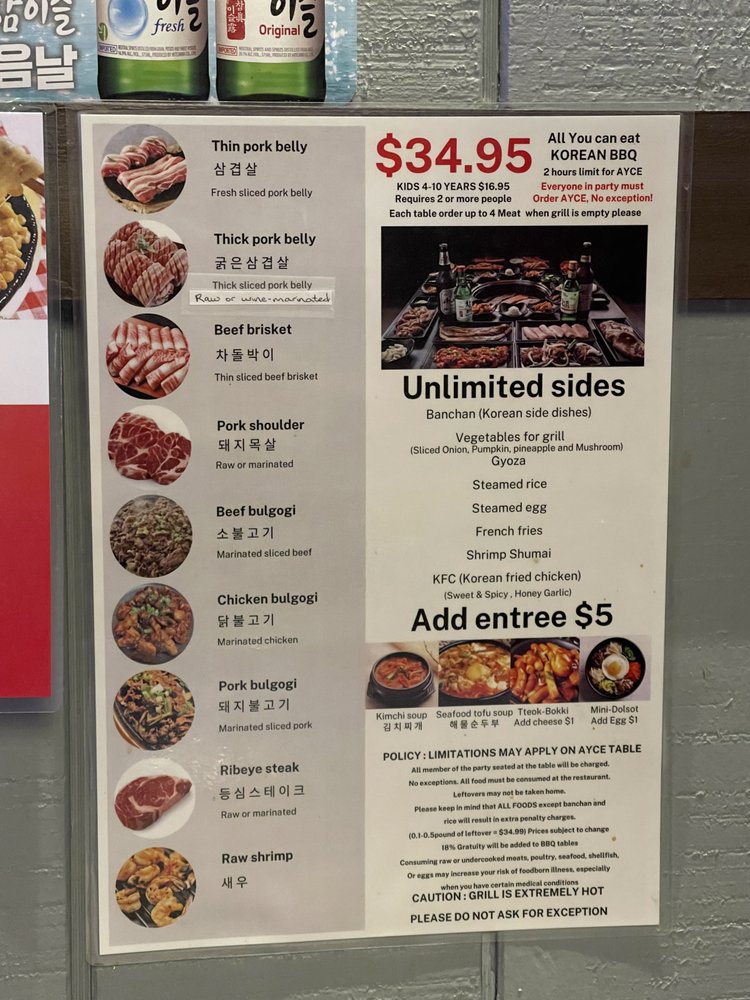 이슬
fresh
이슬
참이슬
Original
IMPORTED
음날
Thin pork belly
삼겹살
Fresh sliced pork belly
Thick pork belly
굵은삼겹살
Thick sliced pork belly
Raw or wine-marinated
Beef brisket
차돌박이
Thin sliced beef brisket
Pork shoulder
돼지목살
Raw or marinated
Beef bulgogi
소불고기
Marinated sliced beef
Chicken bulgogi
닭불고기
Marinated chicken
Pork bulgogi
돼지불고기
Marinated sliced pork
Ribeye steak
등심스테이크
Raw or marinated
Raw shrimp
새우
$34.95
KIDS 4-10 YEARS $16.95
Requires 2 or more people
All You can eat
KOREAN BBQ
2 hours limit for AYCE
Everyone in party must
Order AYCE, No exception!
Each table order up to 4 Meat when grill is empty please
Unlimited sides
Banchan (Korean side dishes)
Vegetables for grill
(Sliced Onion, Pumpkin, pineapple and Mushroom)
Gyoza
Steamed rice
Steamed egg
French fries
Shrimp Shumai
KFC (Korean fried chicken)
(Sweet & Spicy , Honey Garlic)
Add entree $5
Kimchi soup
김치찌개
Seafood tofu soup
해물순두부
Tteok-Bokki
Add cheese $1
Mini-Dolsot
Add Egg $1
POLICY : LIMITATIONS MAY APPLY ON AYCE TABLE
All member of the party seated at the table will be charged.
No exceptions. All food must be consumed at the restaurant.
Leftovers may not be taken home.
Please keep in mind that ALL FOODS except banchan and
rice will result in extra penalty charges.
(0.1-0.5pound of leftover = $34.99) Prices subject to change
18% Gratuity will be added to BBQ tables
Consuming raw or undercooked meats, poultry, seafood, shellfish,
Or eggs may increase your risk of foodborn illness, especially
when you have certain medical conditions
CAUTION : GRILL IS EXTREMELY HOT
PLEASE DO NOT ASK FOR EXCEPTION